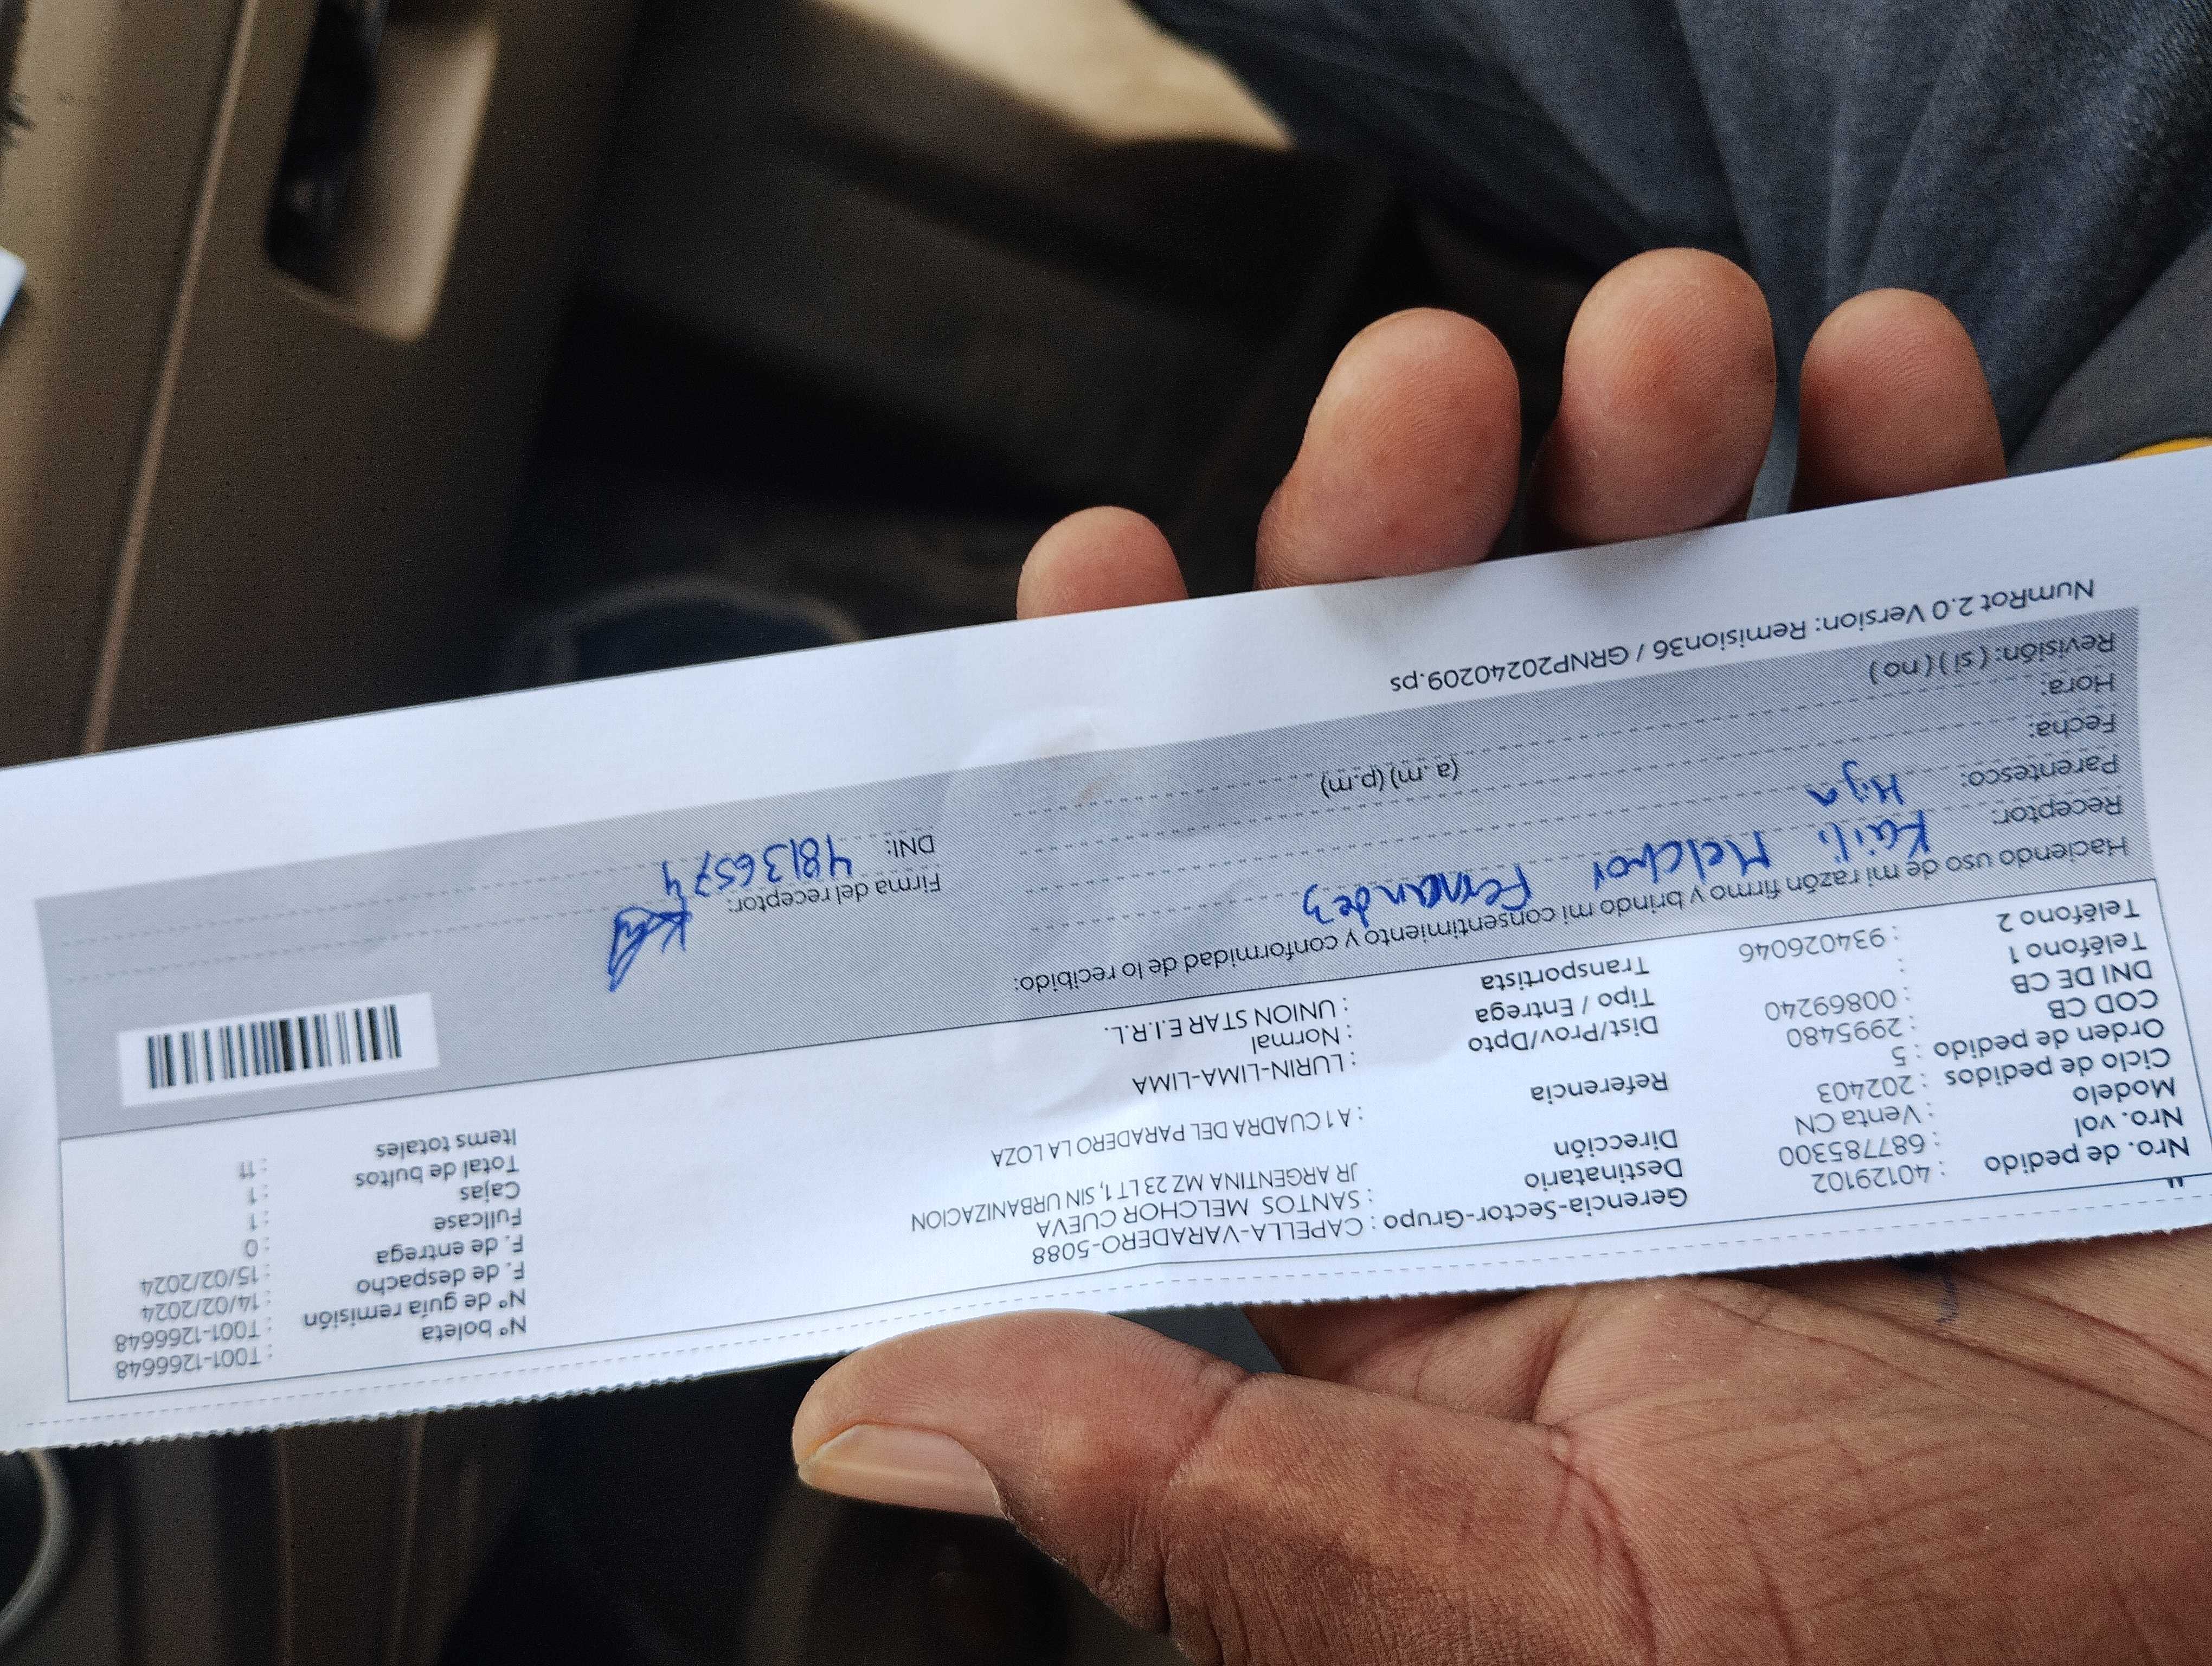 Nro. de pedido : 40129102
Nro. vol : 687785300
Modelo : Venta CN
Ciclo de pedidos : 202403
Orden de pedido : 5
COD CB : 2995480
DNI DE CB : 00869240
Teléfono 1 :
Teléfono 2 : 934026046
Gerencia-Sector-Grupo : CAPELLA-VARADERO-5088
Destinatario : SANTOS MELCHOR CUEVA
Dirección JR ARGENTINA MZ 23 LT 1, SIN URBANIZACION
Referencia : A 1 CUADRA DEL PARADERO LA LOZA
Dist/Prov/Dpto : LURIN-LIMA-LIMA
Tipo / Entrega : Normal
Transportista : UNION STAR E.I.R.L.
N° boleta : T001-1266648
N° de guía remisión : T001-1266648
F. de despacho : 14/02/2024
F. de entrega : 15/02/2024
Fullcase : 0
Cajas : 1
Total de bultos : 1
Items totales : 11
Haciendo uso de mi razón firmo y brindo mi consentimiento y conformidad de lo recibido:
Receptor: Kaili Melchor Fernandez
Parentesco: Hija
Fecha:
Hora: (a.m) (p.m)
Revisión: ( si ) ( no )
Firma del receptor:
DNI: 48136574
NumRot 2.0 Version: Remision36 / GRNP20240209.ps